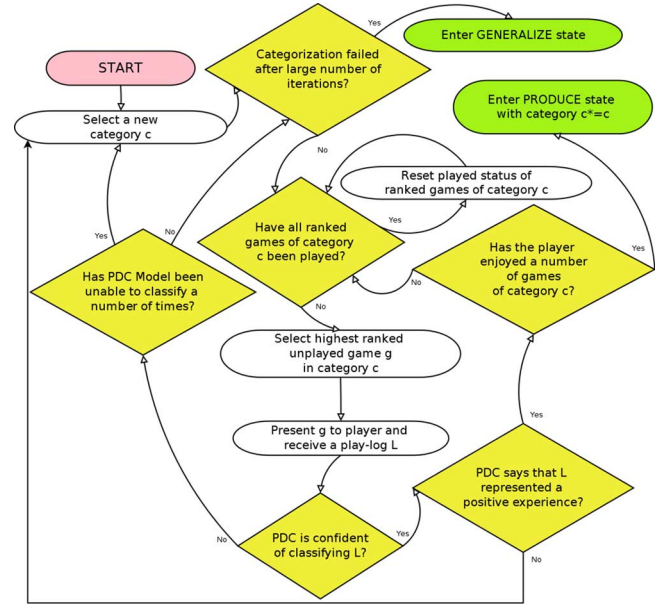 Yes
Categorization failed
after large number of
iterations?
Enter GENERALIZE state
START
Enter PRODUCE state
with category c*=c
Select a new
category c
No
Reset played status of
ranked games of category c
Yes
No
Have all ranked
games of category
c been played?
Yes
Has the player
enjoyed a number
of games
of category c?
Yes
Has PDC Model been
unable to classify a
number of times?
No
No
Select highest ranked
unplayed game g
in category c
Present g to player and
receive a play-log L
Yes
PDC says that L
represented a
positive experience?
PDC is confident
of classifying L?
No
Yes
No